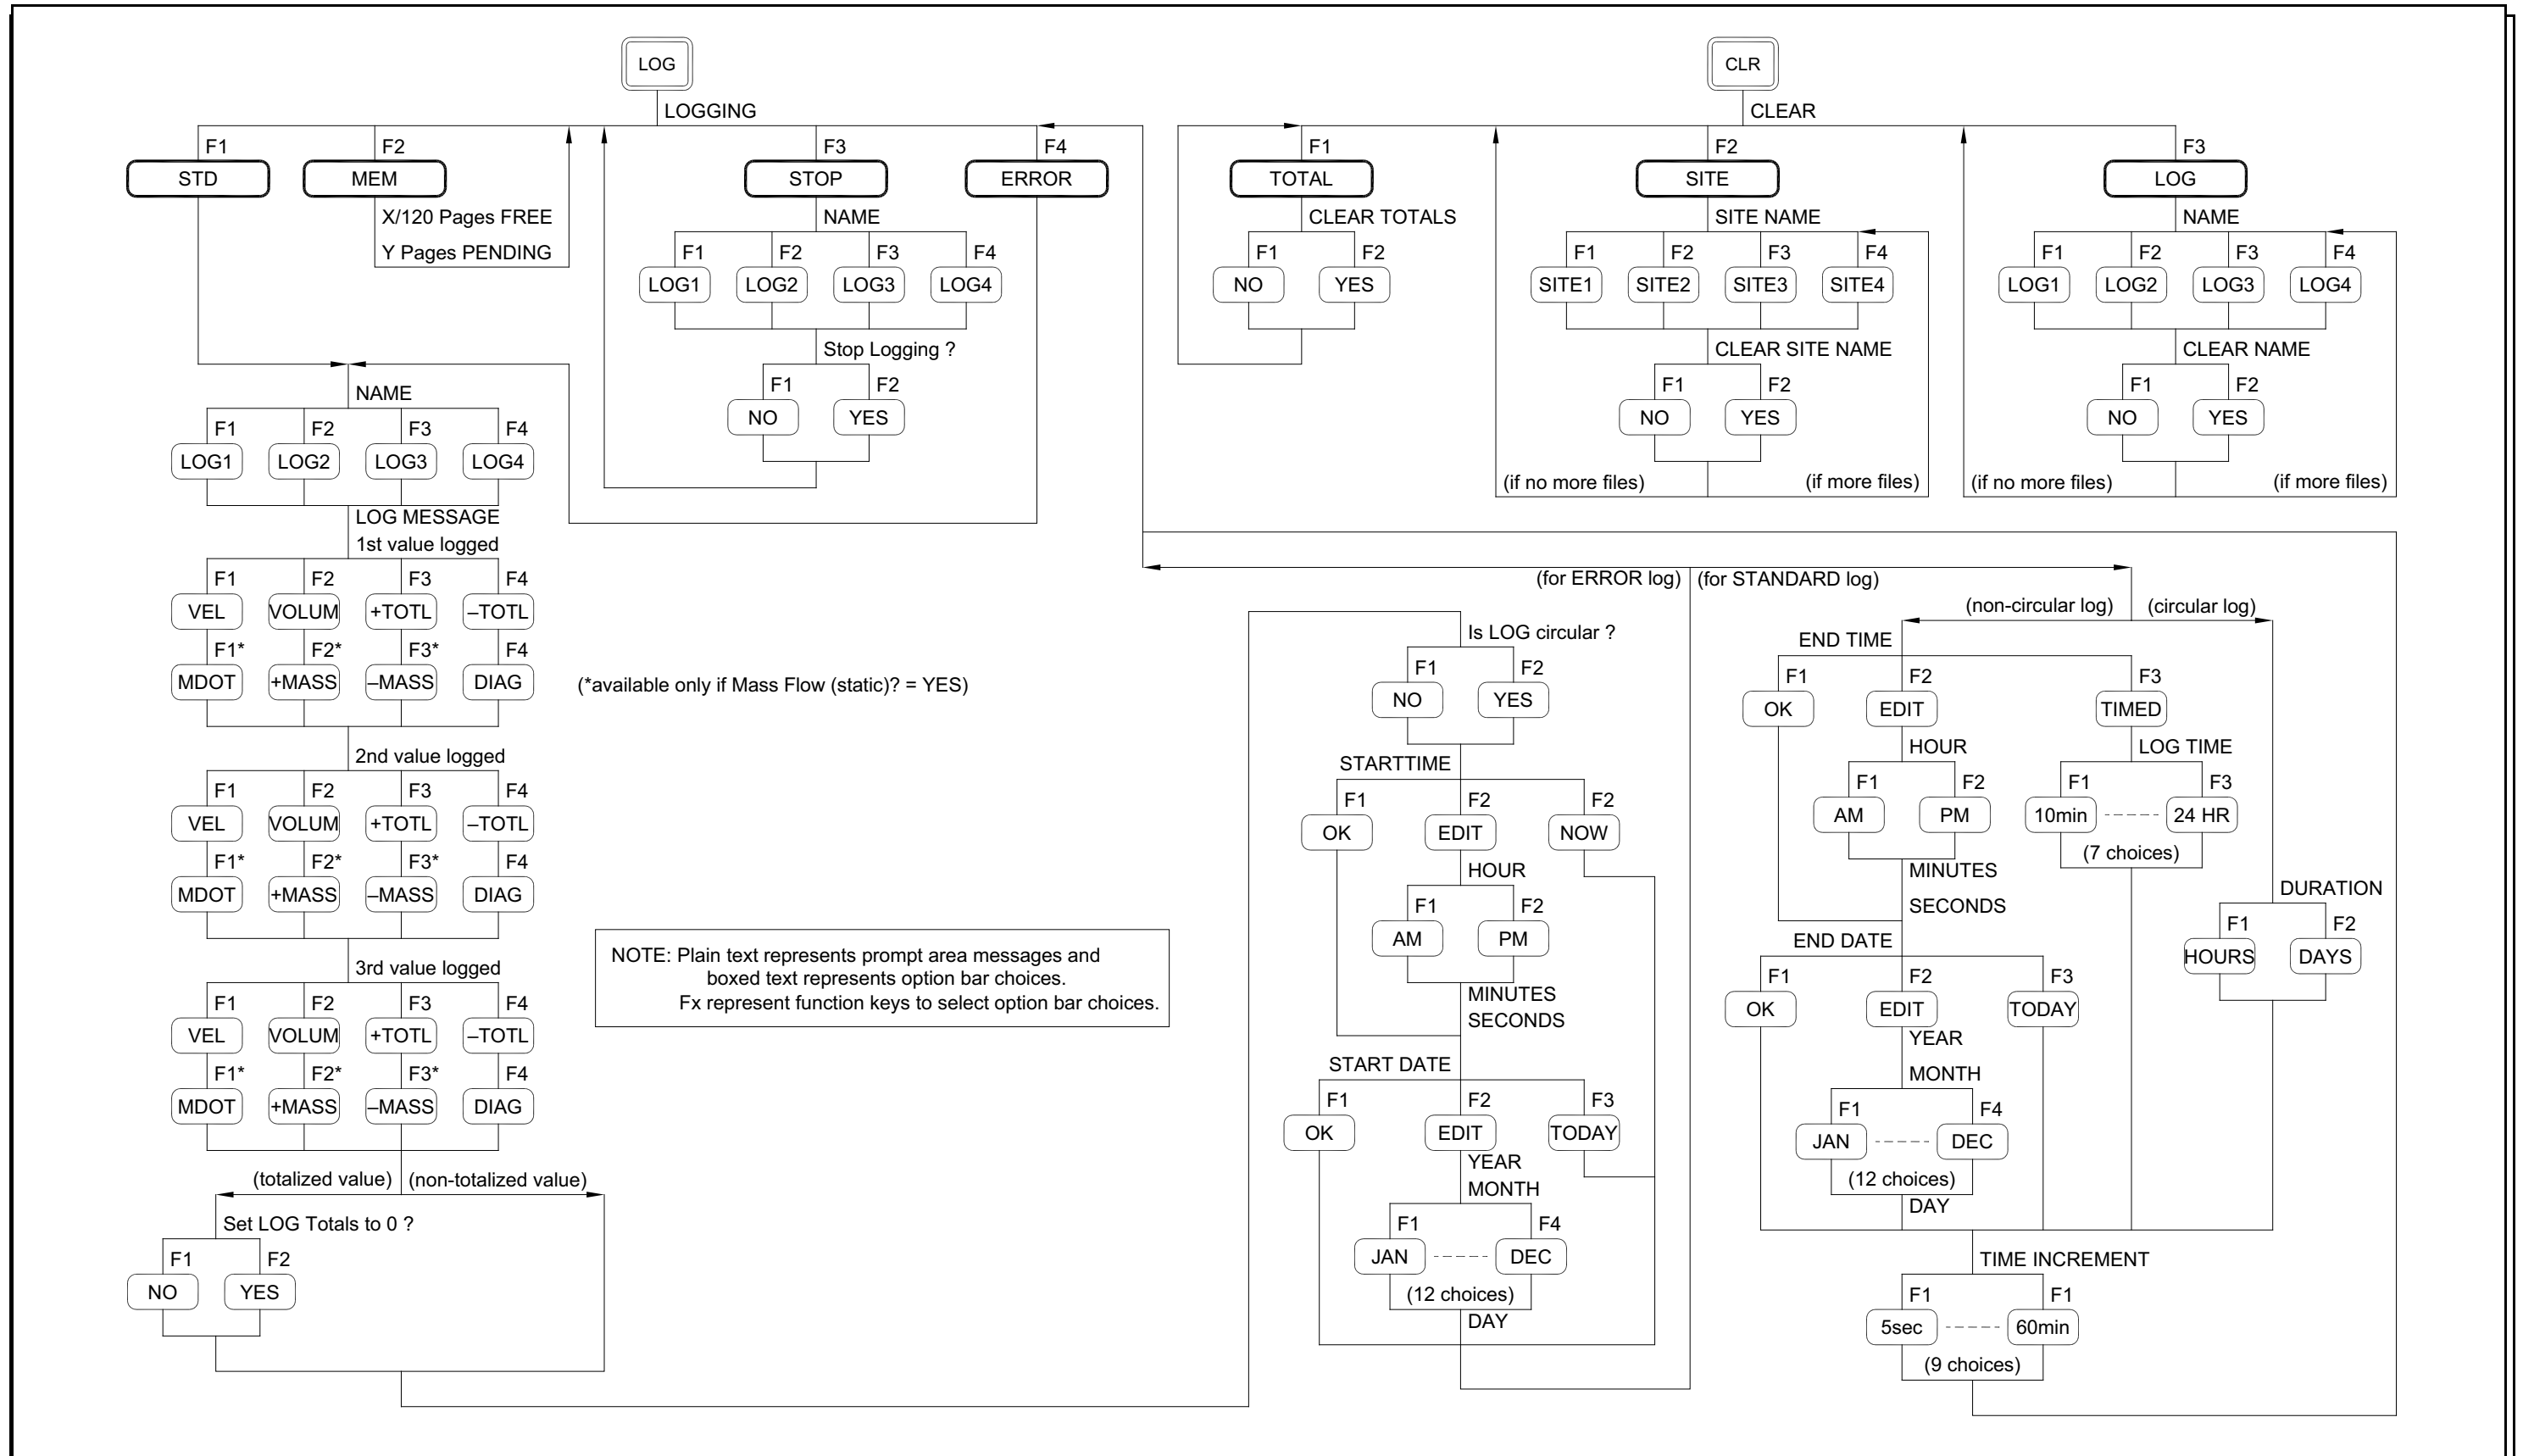 LOG
LOGGING
F1 F2 F3 F4
STD MEM STOP ERROR
X/120 Pages FREE
Y Pages PENDING
NAME
F1 F2 F3 F4
LOG1 LOG2 LOG3 LOG4
Stop Logging ?
F1 F2
NO YES
NAME
F1 F2 F3 F4
LOG1 LOG2 LOG3 LOG4
LOG MESSAGE
1st value logged
F1 F2 F3 F4
VEL VOLUM +TOTL –TOTL
F1* F2* F3* F4
MDOT +MASS –MASS DIAG
(*available only if Mass Flow (static)? = YES)
2nd value logged
F1 F2 F3 F4
VEL VOLUM +TOTL –TOTL
F1* F2* F3* F4
MDOT +MASS –MASS DIAG
3rd value logged
F1 F2 F3 F4
VEL VOLUM +TOTL –TOTL
F1* F2* F3* F4
MDOT +MASS –MASS DIAG
(totalized value) (non-totalized value)
Set LOG Totals to 0 ?
F1 F2
NO YES
NOTE: Plain text represents prompt area messages and
boxed text represents option bar choices.
Fx represent function keys to select option bar choices.
CLR
CLEAR
F1 F2 F3
TOTAL SITE LOG
CLEAR TOTALS
F1 F2
NO YES
SITE NAME
F1 F2 F3 F4
SITE1 SITE2 SITE3 SITE4
CLEAR SITE NAME
F1 F2
NO YES
(if no more files) (if more files)
NAME
F1 F2 F3 F4
LOG1 LOG2 LOG3 LOG4
CLEAR NAME
F1 F2
NO YES
(if no more files) (if more files)
(for ERROR log) (for STANDARD log)
Is LOG circular ?
F1 F2
NO YES
STARTTIME
F1 F2 F2
OK EDIT NOW
HOUR
F1 F2
AM PM
MINUTES
SECONDS
START DATE
F1 F2 F3
OK EDIT TODAY
YEAR
MONTH
F1 F4
JAN DEC
(12 choices)
DAY
(non-circular log) (circular log)
END TIME
F1 F2 F3
OK EDIT TIMED
HOUR
F1 F2
AM PM
MINUTES
SECONDS
LOG TIME
F1 F3
10min 24 HR
(7 choices)
DURATION
F1 F2
HOURS DAYS
END DATE
F1 F2 F3
OK EDIT TODAY
YEAR
MONTH
F1 F4
JAN DEC
(12 choices)
DAY
TIME INCREMENT
F1 F1
5sec 60min
(9 choices)